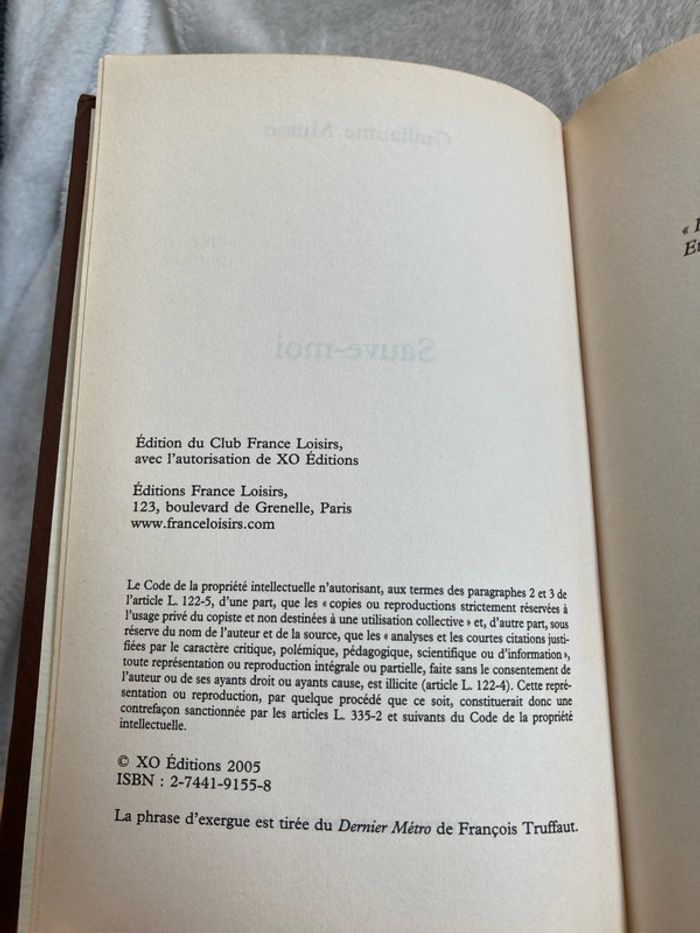 Guillaume Musso
Sauve-moi
Édition du Club France Loisirs,
avec l'autorisation de XO Éditions
Éditions France Loisirs,
123, boulevard de Grenelle, Paris
www.franceloisirs.com
Le Code de la propriété intellectuelle n'autorisant, aux termes des paragraphes 2 et 3 de
l'article L. 122-5, d'une part, que les « copies ou reproductions strictement réservées à
l'usage privé du copiste et non destinées à une utilisation collective » et, d'autre part, sous
réserve du nom de l'auteur et de la source, que les « analyses et les courtes citations justi-
fiées par le caractère critique, polémique, pédagogique, scientifique ou d'information »,
toute représentation ou reproduction intégrale ou partielle, faite sans le consentement de
l'auteur ou de ses ayants droit ou ayants cause, est illicite (article L. 122-4). Cette repré-
sentation ou reproduction, par quelque procédé que ce soit, constituerait donc une
contrefaçon sanctionnée par les articles L. 335-2 et suivants du Code de la propriété
intellectuelle.
© XO Éditions 2005
ISBN : 2-7441-9155-8
La phrase d'exergue est tirée du Dernier Métro de François Truffaut.